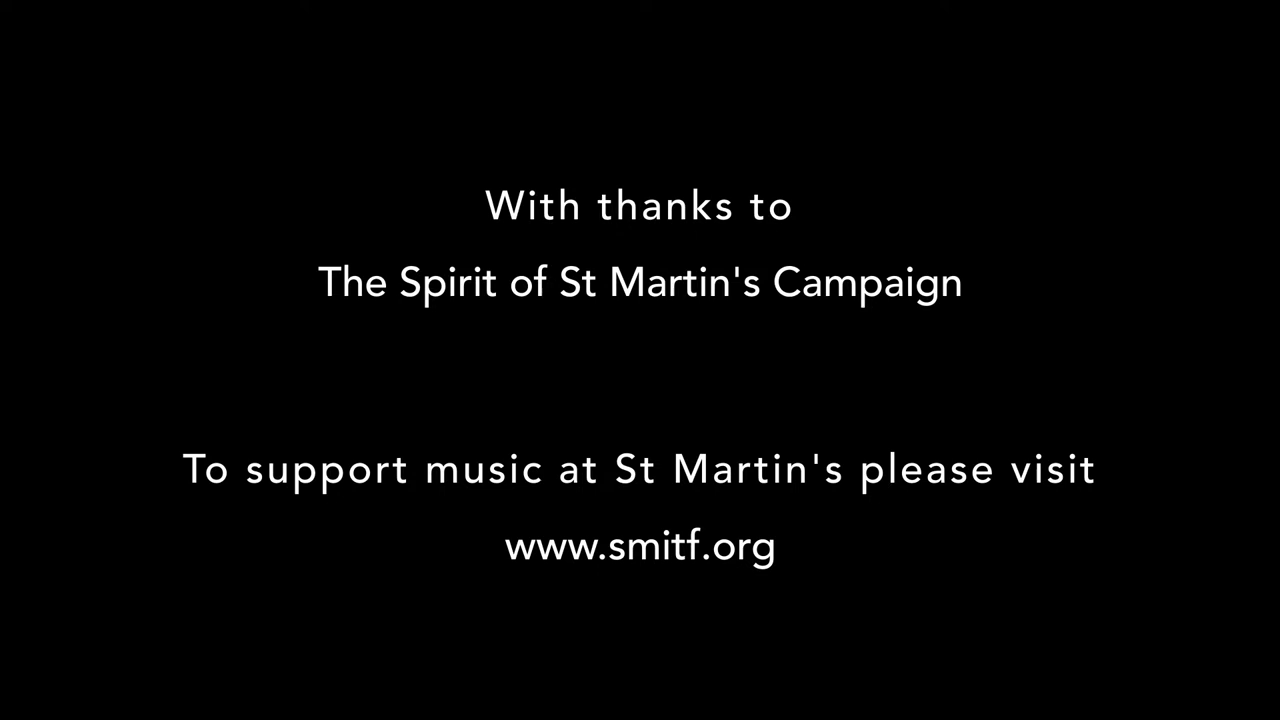 With thanks to
The Spirit of St Martin's Campaign
To support music at St Martin's please visit
www.smitf.org